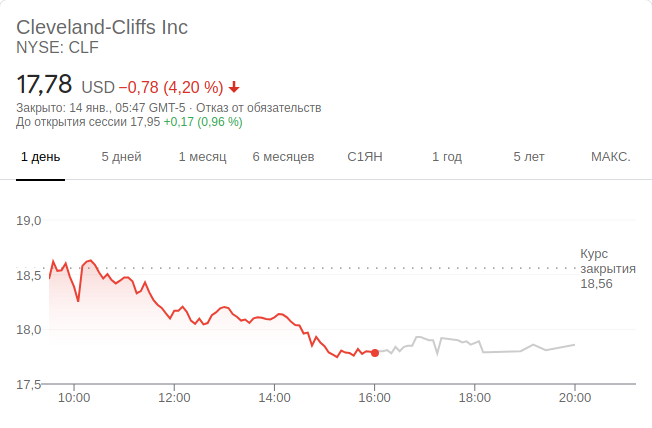 Cleveland-Cliffs Inc
NYSE: CLF
17,78 USD −0,78 (4,20 %)
Закрыто: 14 янв., 05:47 GMT-5 · Отказ от обязательств
До открытия сессии 17,95 +0,17 (0,96 %)
1 день 5 дней 1 месяц 6 месяцев С1ЯН 1 год 5 лет МАКС.
19,0
Курс
закрытия
18,56
18,5
18,0
17,5
10:00 12:00 14:00 16:00 18:00 20:00